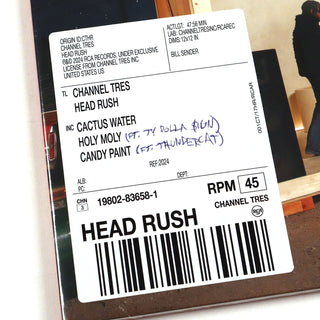 ORIGIN ID:CTHR
CHANNEL TRES
HEAD RUSH
℗&© 2024 RCA RECORDS, UNDER EXCLUSIVE
LICENSE FROM CHANNEL TRES INC
UNITED STATES US
ACTLGT: 47:56 MIN
LAB: CHANNELTRESINC/RCAREC
DIMS: 12x12 IN
BILL SENDER
TL CHANNEL TRES
HEAD RUSH
INC CACTUS WATER
HOLY MOLY (FT. TY DOLLA $IGN)
CANDY PAINT (FT. THUNDERCAT)
REF:2024
ALB:
PC:
DEPT:
CHN
3
19802-83658-1
RPM 45
CHANNEL TRES
HEAD RUSH
RCA